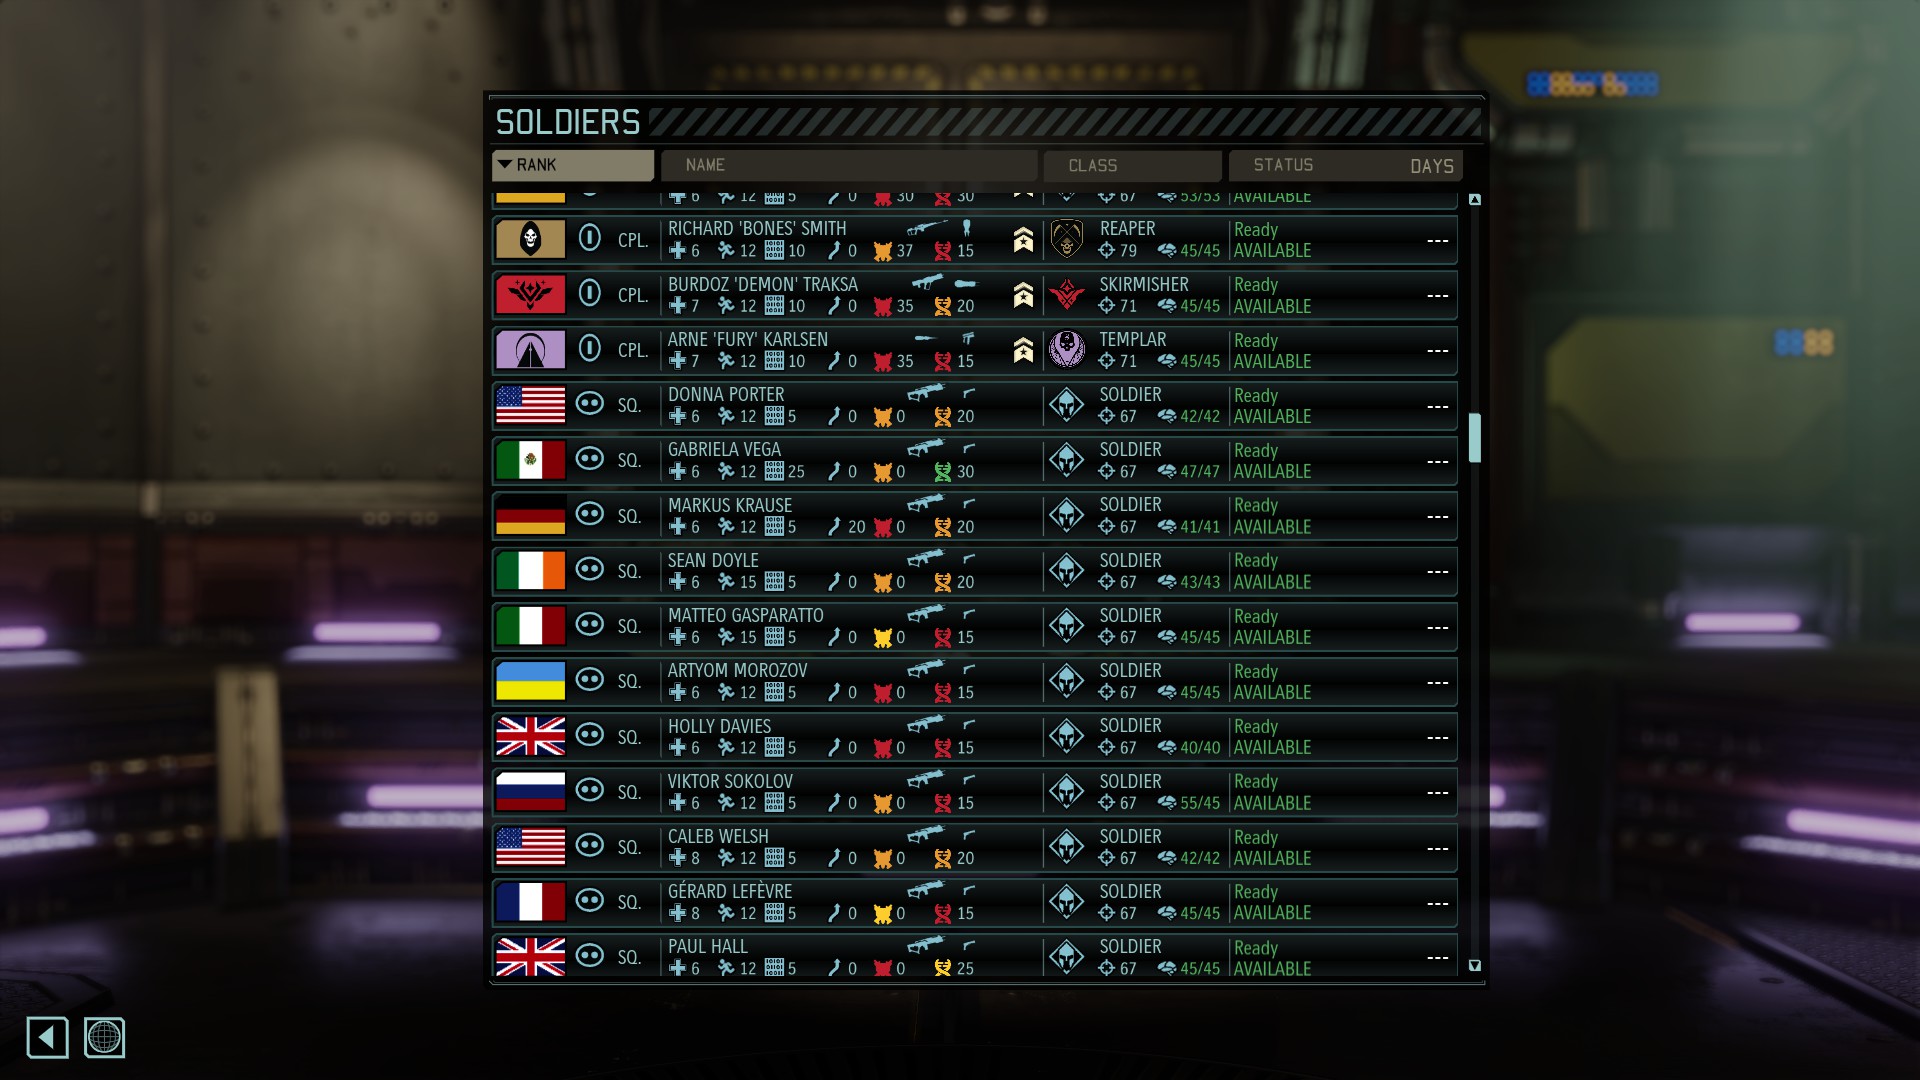 SOLDIERS
RANK NAME CLASS STATUS DAYS
6 12 5 0 30 30 67 53/53 AVAILABLE
RICHARD 'BONES' SMITH REAPER Ready
CPL. 6 12 10 0 37 15 79 45/45 AVAILABLE ---
BURDOZ 'DEMON' TRAKSA SKIRMISHER Ready
CPL. 7 12 10 0 35 20 71 45/45 AVAILABLE ---
ARNE 'FURY' KARLSEN TEMPLAR Ready
CPL. 7 12 10 0 35 15 71 45/45 AVAILABLE ---
DONNA PORTER SOLDIER Ready
SQ. 6 12 5 0 0 20 67 42/42 AVAILABLE ---
GABRIELA VEGA SOLDIER Ready
SQ. 6 12 25 0 0 30 67 47/47 AVAILABLE ---
MARKUS KRAUSE SOLDIER Ready
SQ. 6 12 5 20 0 20 67 41/41 AVAILABLE ---
SEAN DOYLE SOLDIER Ready
SQ. 6 15 5 0 0 20 67 43/43 AVAILABLE ---
MATTEO GASPARATTO SOLDIER Ready
SQ. 6 15 5 0 0 15 67 45/45 AVAILABLE ---
ARTYOM MOROZOV SOLDIER Ready
SQ. 6 12 5 0 0 15 67 45/45 AVAILABLE ---
HOLLY DAVIES SOLDIER Ready
SQ. 6 12 5 0 0 15 67 40/40 AVAILABLE ---
VIKTOR SOKOLOV SOLDIER Ready
SQ. 6 12 5 0 0 15 67 55/45 AVAILABLE ---
CALEB WELSH SOLDIER Ready
SQ. 8 12 5 0 0 20 67 42/42 AVAILABLE ---
GÉRARD LEFÈVRE SOLDIER Ready
SQ. 8 12 5 0 0 15 67 45/45 AVAILABLE ---
PAUL HALL SOLDIER Ready
SQ. 6 12 5 0 0 25 67 45/45 AVAILABLE ---